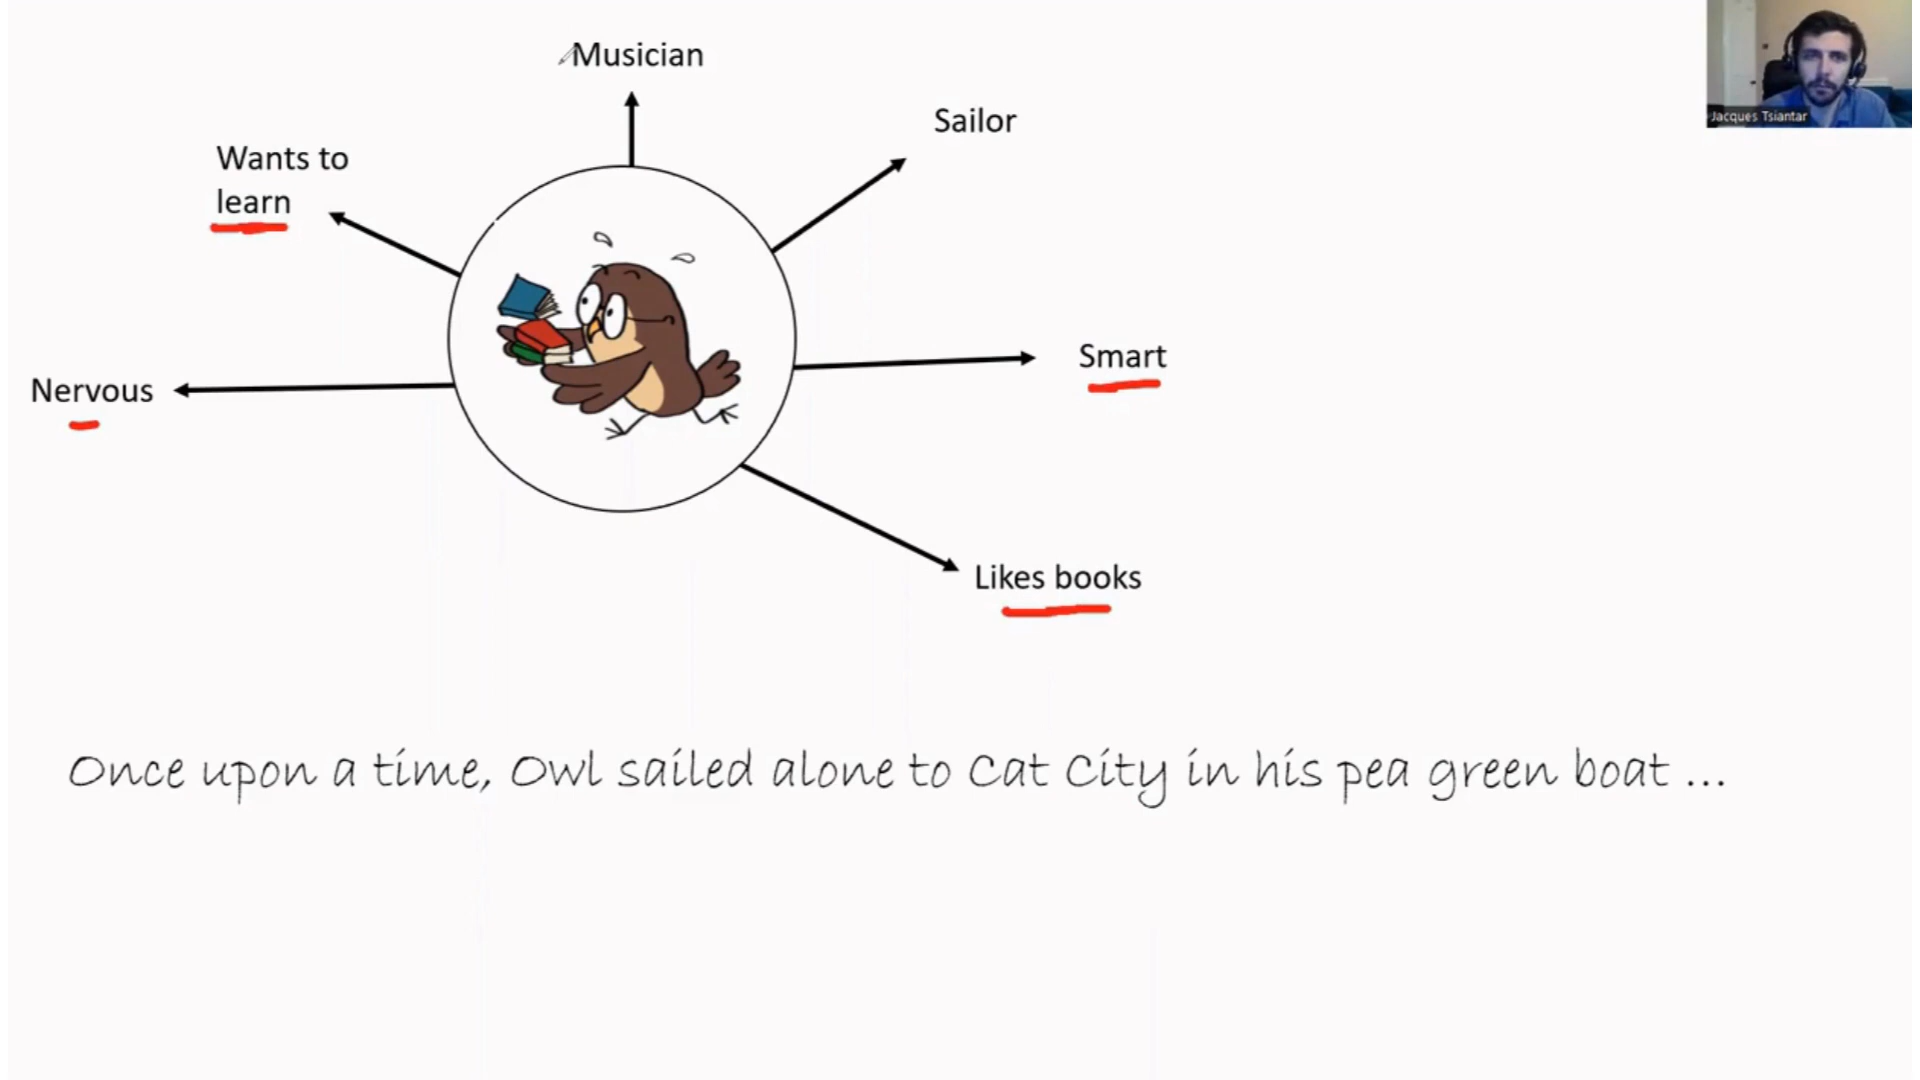 Musician
Sailor
Jacques Tsiantar
Wants to
learn
Smart
Nervous
Likes books
Once upon a time, Owl sailed alone to Cat City in his pea green boat ...